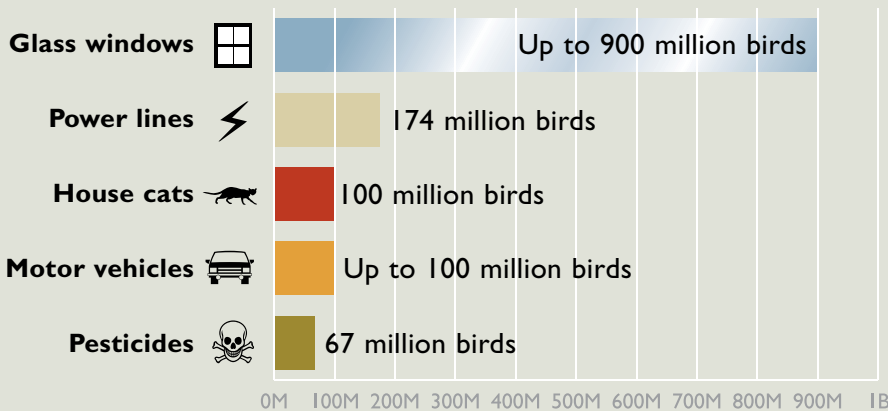 Glass windows Up to 900 million birds
Power lines 174 million birds
House cats 100 million birds
Motor vehicles Up to 100 million birds
Pesticides 67 million birds
0M 100M 200M 300M 400M 500M 600M 700M 800M 900M 1B